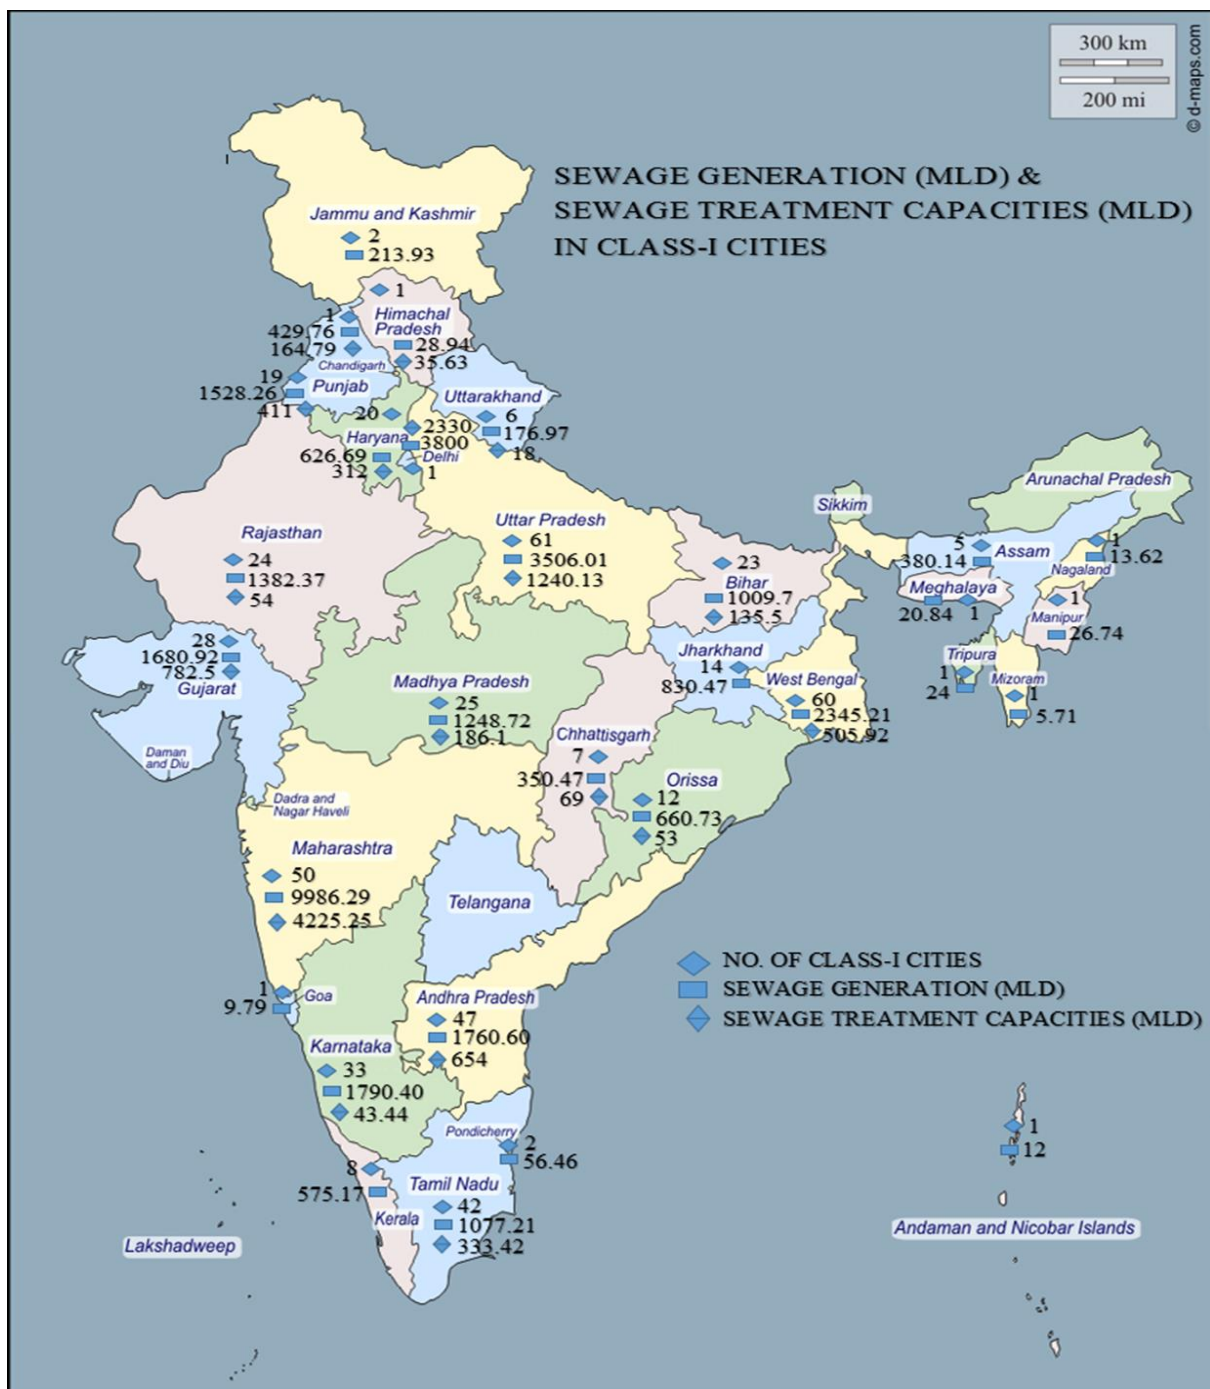 300 km
200 mi
© d-maps.com
SEWAGE GENERATION (MLD) &
SEWAGE TREATMENT CAPACITIES (MLD)
IN CLASS-I CITIES
Jammu and Kashmir
2
213.93
1
Himachal
Pradesh
28.94
35.63
1
429.76
164.79
Chandigarh
19
Punjab
1528.26
411
Uttarakhand
6
176.97
18
20
Haryana
626.69
312
2330
3800
Delhi
1
Arunachal Pradesh
Sikkim
Rajasthan
24
1382.37
54
Uttar Pradesh
61
3506.01
1240.13
23
Bihar
1009.7
135.5
5
Assam
380.14
1
13.62
Nagaland
Meghalaya
20.84
1
1
Manipur
26.74
Tripura
1
24
Mizoram
1
5.71
28
1680.92
782.5
Gujarat
Daman
and Diu
Dadra and
Nagar Haveli
Madhya Pradesh
25
1248.72
186.1
Jharkhand
14
830.47
West Bengal
60
2345.21
505.92
Chhattisgarh
7
350.47
69
Orissa
12
660.73
53
Maharashtra
50
9986.29
4225.25
Telangana
NO. OF CLASS-I CITIES
SEWAGE GENERATION (MLD)
SEWAGE TREATMENT CAPACITIES (MLD)
1
Goa
9.79
Andhra Pradesh
47
1760.60
654
Karnataka
33
1790.40
43.44
Pondicherry
2
56.46
8
575.17
Kerala
Tamil Nadu
42
1077.21
333.42
Lakshadweep
1
12
Andaman and Nicobar Islands